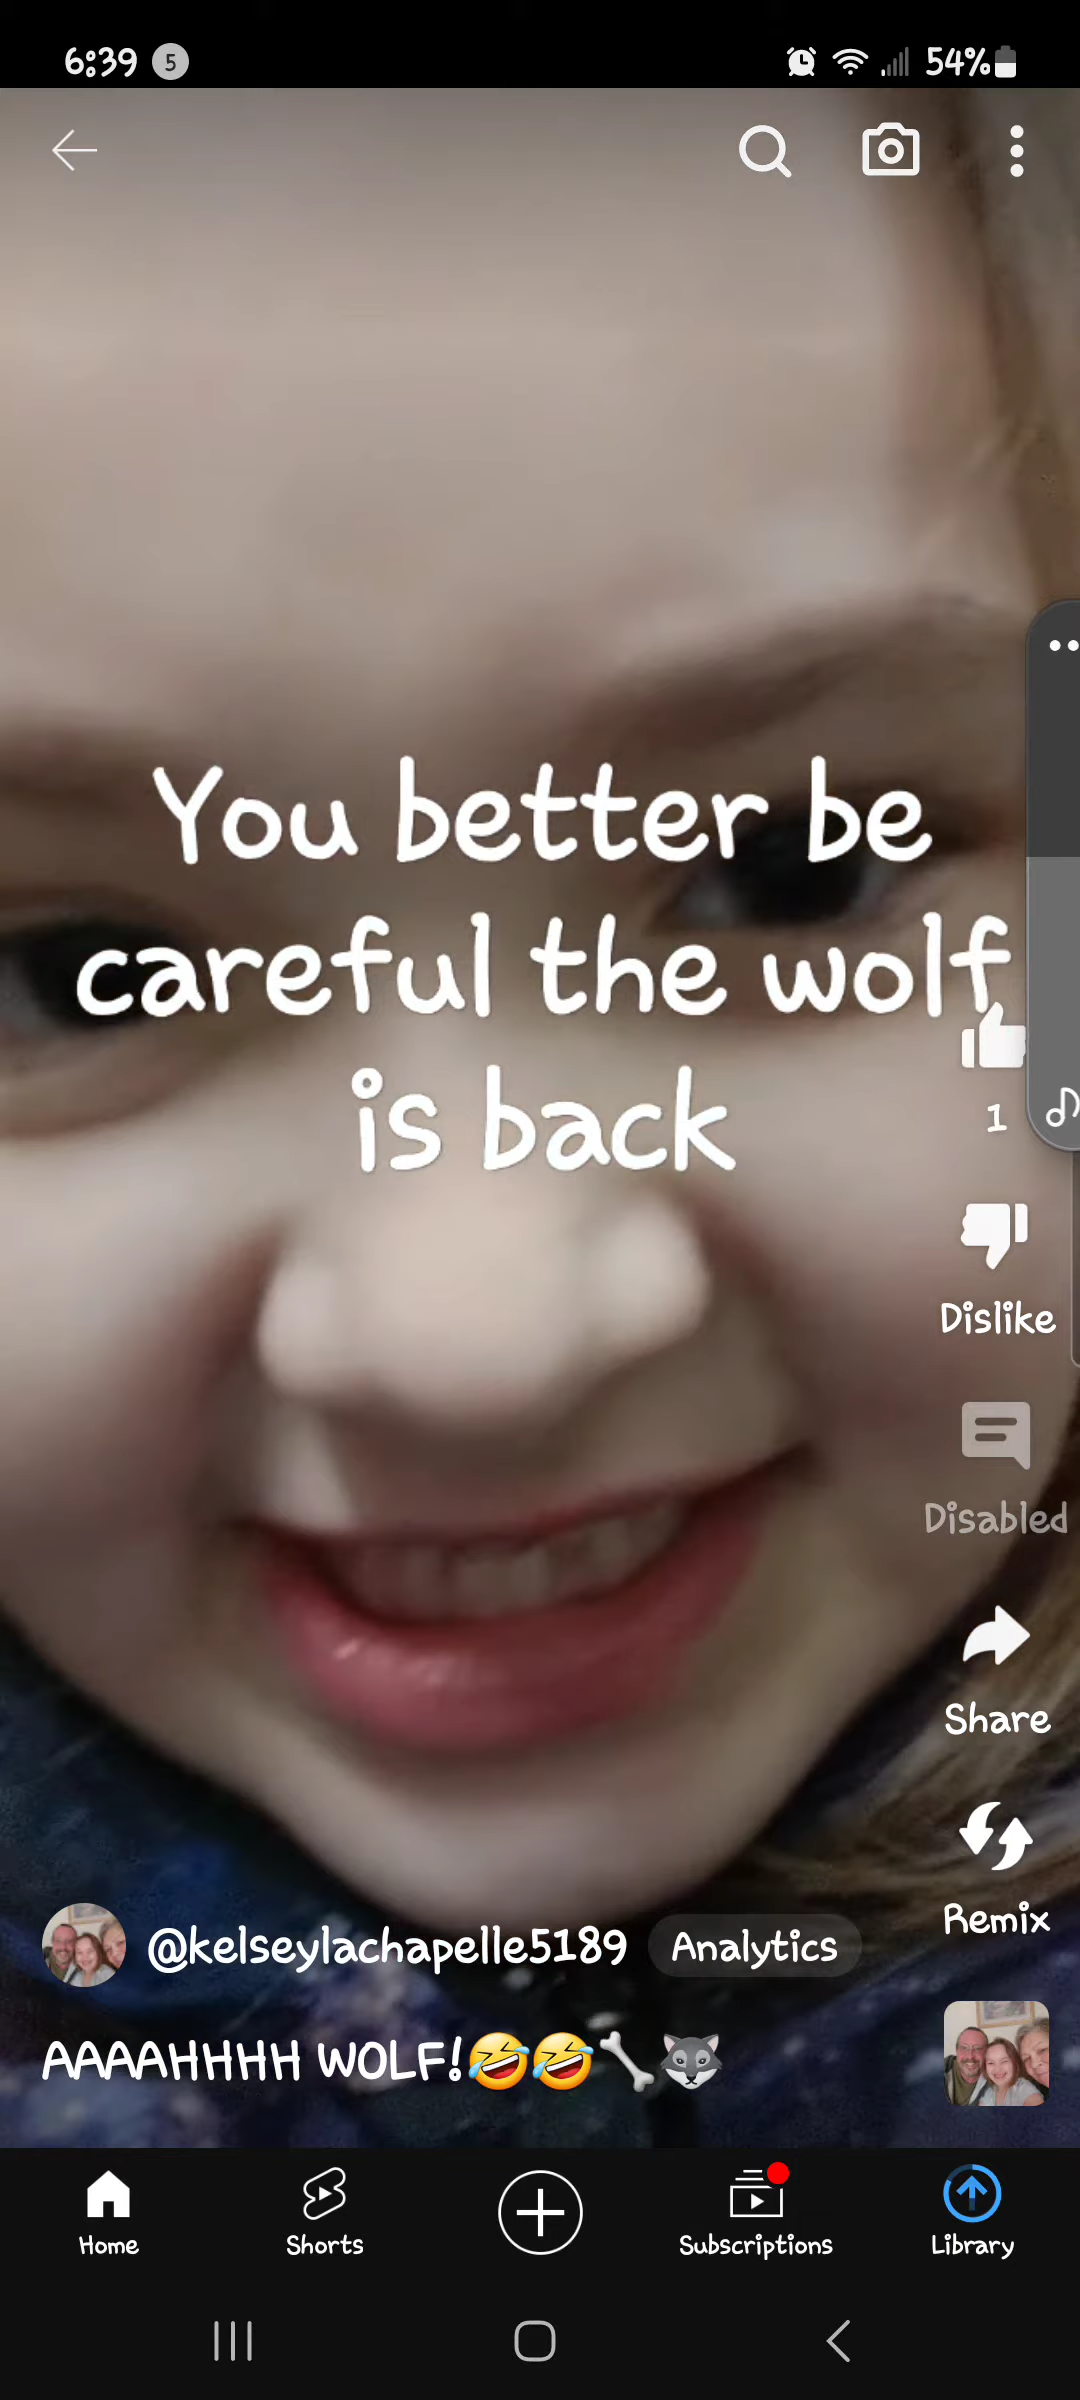 6:39 5 54%
You better be
careful the wolf
is back
1
Dislike
Disabled
Share
Remix
@kelseylachapelle5189 Analytics
AAAAHHHH WOLF!🤣🤣🦴🐺
Home Shorts Subscriptions Library